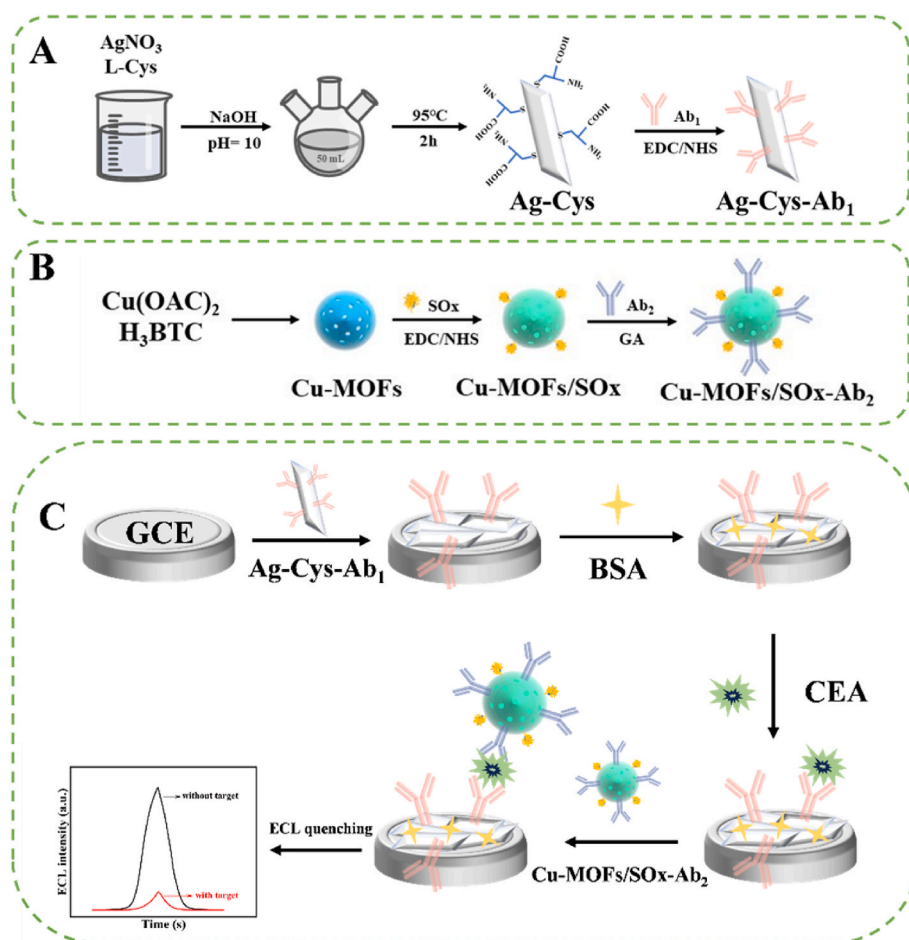 A
AgNO3
L-Cys
NaOH
pH= 10
50 mL
95°C
2h
COOH
NH2
S
NH2
COOH
S
NH2
COOH
S
COOH
S
NH2
Ag-Cys
Ab1
EDC/NHS
Ag-Cys-Ab1
B
Cu(OAC)2
H3BTC
Cu-MOFs
SOx
EDC/NHS
Cu-MOFs/SOx
Ab2
GA
Cu-MOFs/SOx-Ab2
C
GCE
Ag-Cys-Ab1
BSA
CEA
Cu-MOFs/SOx-Ab2
ECL quenching
ECL intensity (a.u.)
without target
with target
Time (s)